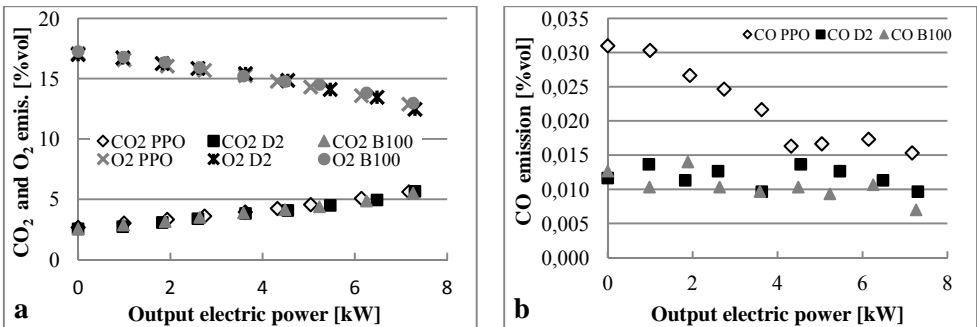 CO2 and O2 emis. [%vol]
20
15
10
5
0
CO2 PPO CO2 D2 CO2 B100
O2 PPO O2 D2 O2 B100
0 2 4 6 8
a Output electric power [kW]
CO emission [%vol]
0,035
0,030
0,025
0,020
0,015
0,010
0,005
0,000
CO PPO CO D2 CO B100
0 2 4 6 8
b Output electric power [kW]